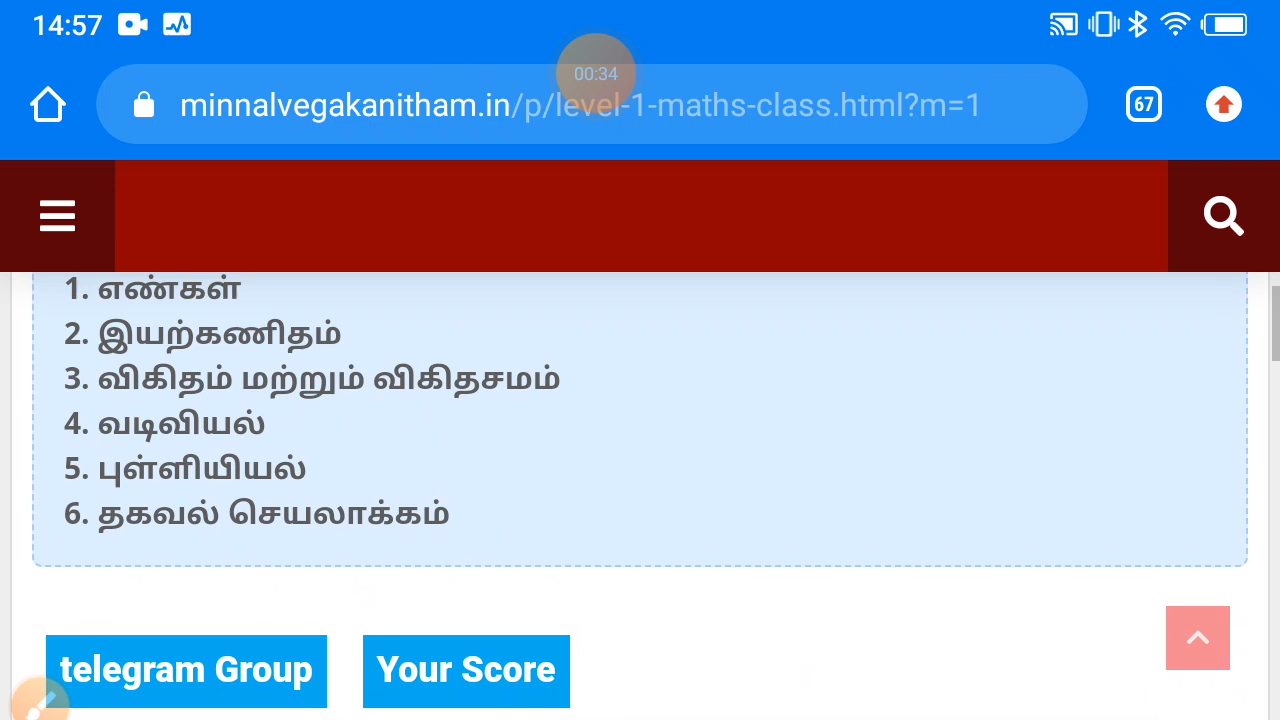 14:57
00:34
minnalvegakanitham.in/p/level-1-maths-class.html?m=1
67
1. எண்கள்
2. இயற்கணிதம்
3. விகிதம் மற்றும் விகிதசமம்
4. வடிவியல்
5. புள்ளியியல்
6. தகவல் செயலாக்கம்
telegram Group
Your Score